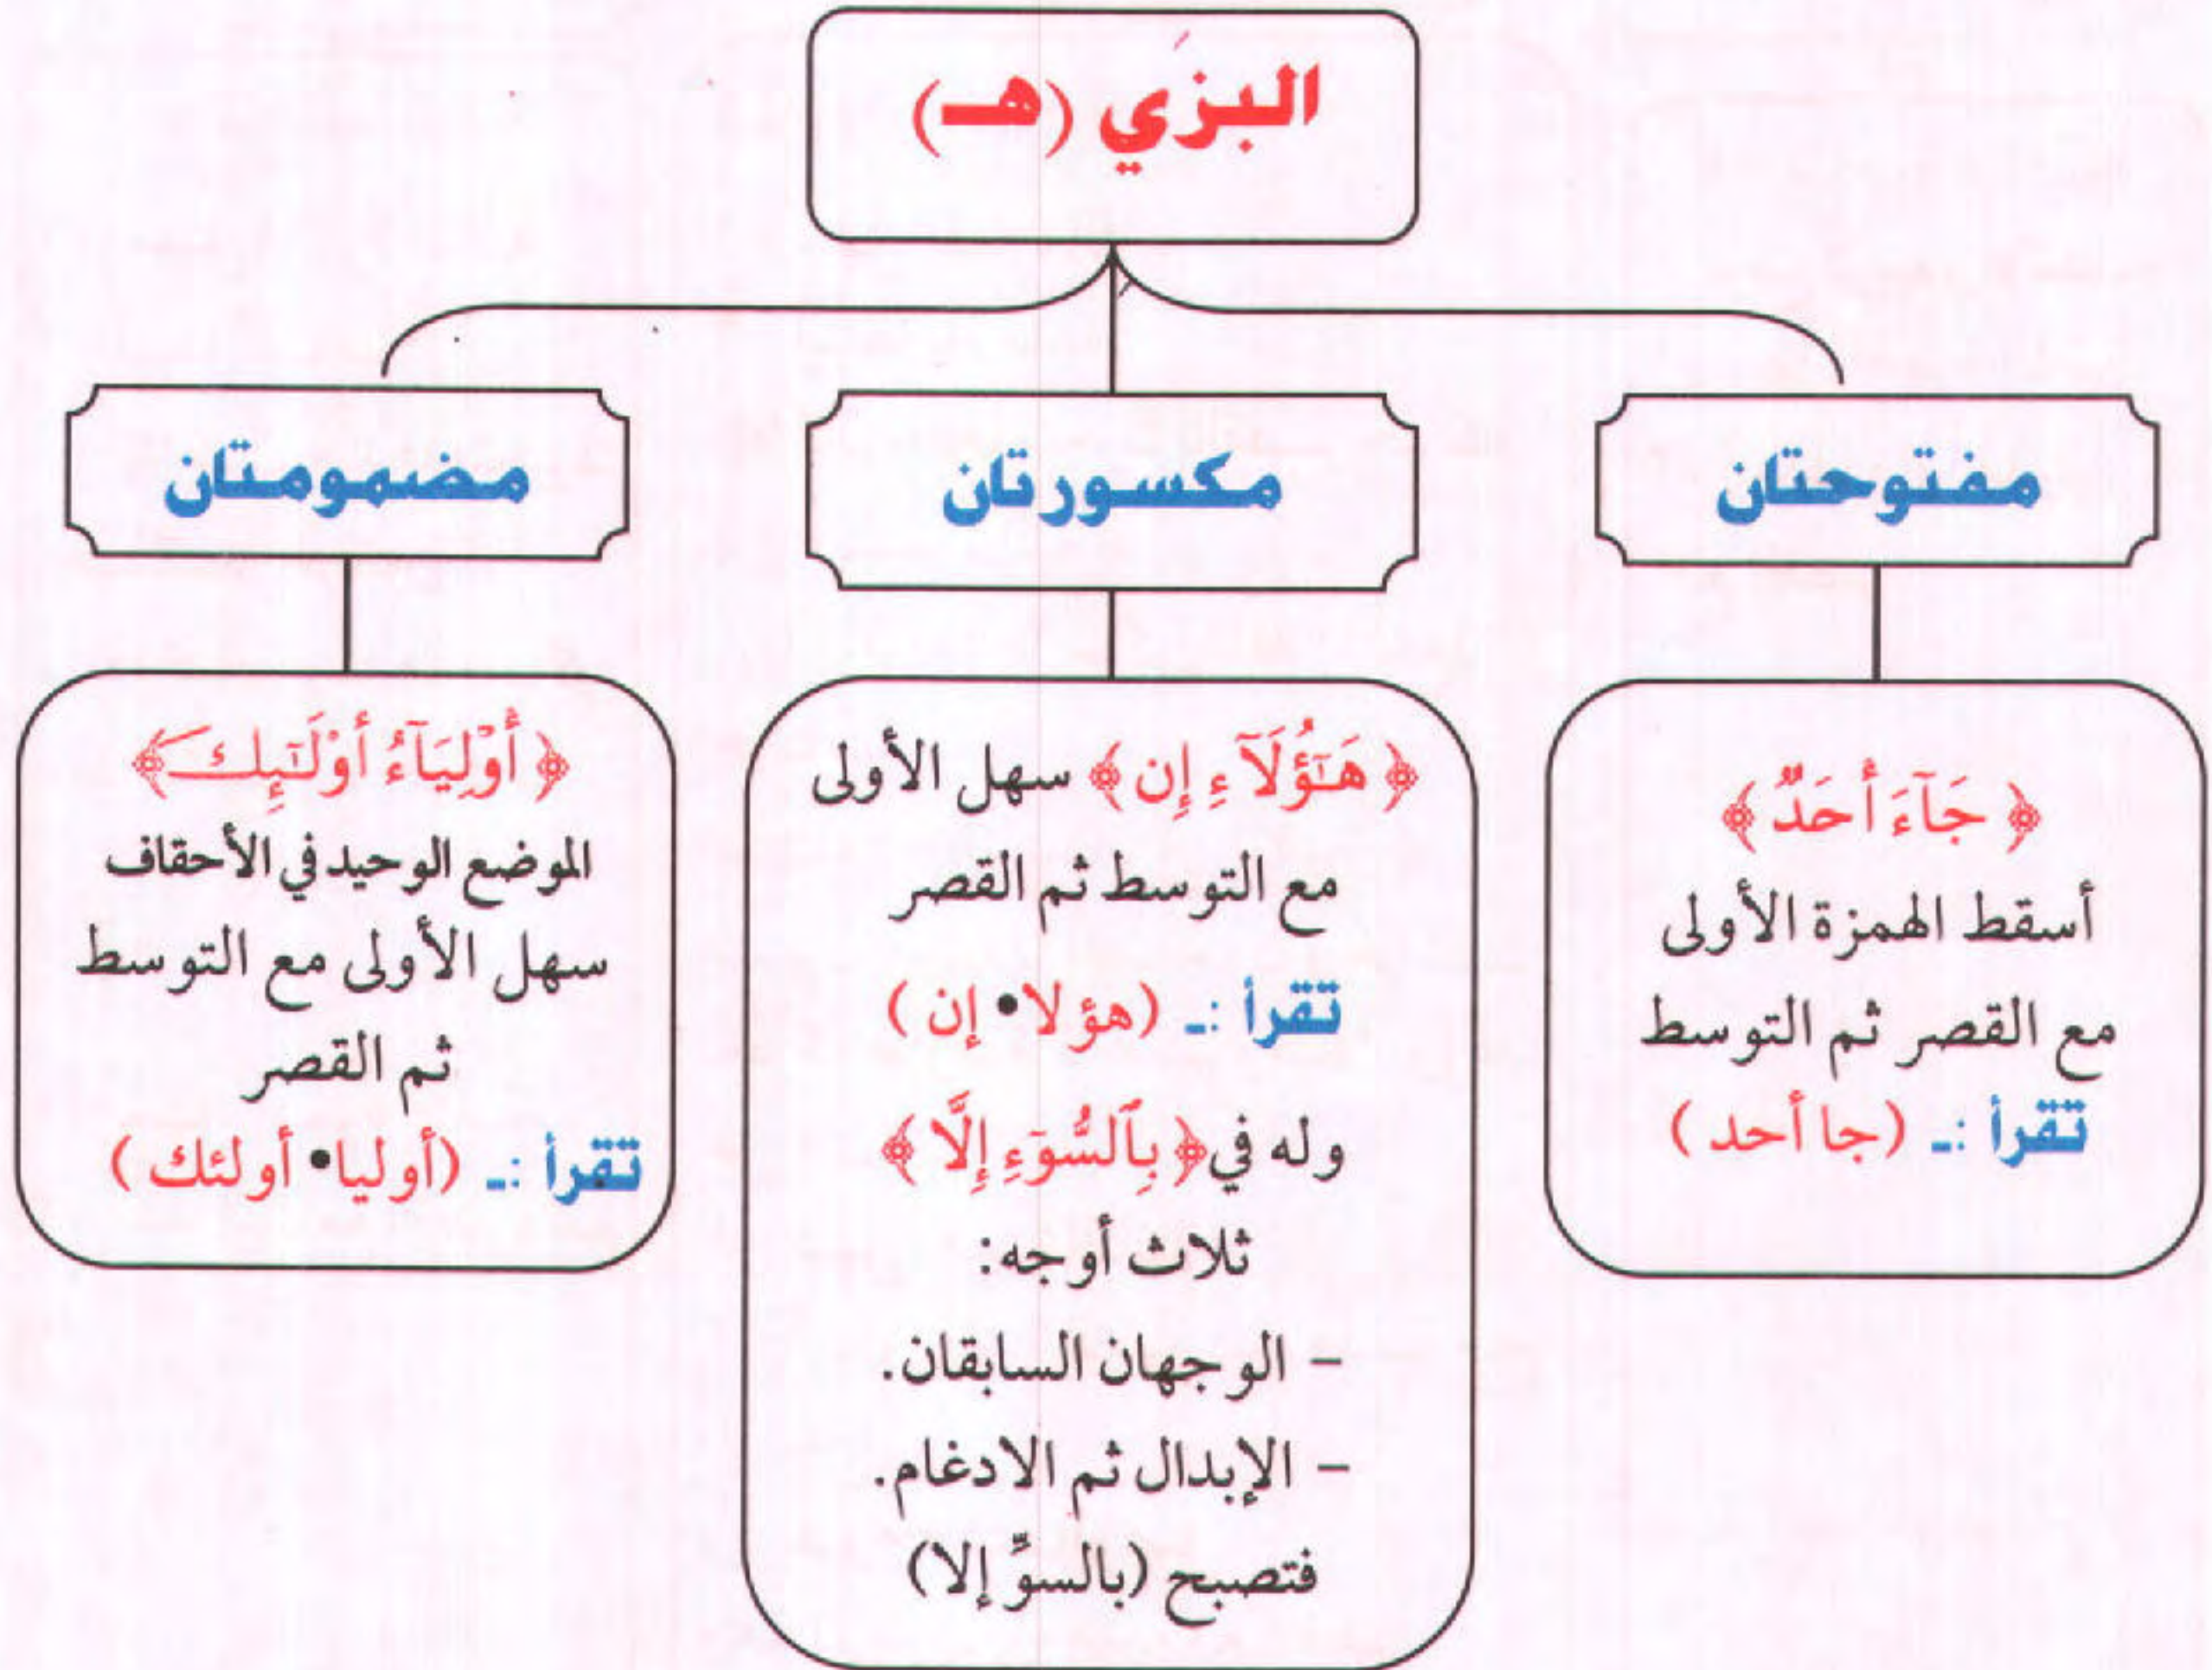 البزَي (هـ)
مفتوحتان
﴿ جَآءَ أَحَدٌ ﴾
أسقط الهمزة الأولى
مع القصر ثم التوسط
تقرأ :ـ (جا أحد )
مكسورتان
﴿ هَـٰٓؤُلَآءِ إِن ﴾ سهل الأولى
مع التوسط ثم القصر
تقرأ :ـ (هؤلا • إن )
وله في ﴿ بِٱلسُّوٓءِ إِلَّا ﴾
ثلاث أوجه:
– الوجهان السابقان.
– الإبدال ثم الادغام.
فتصبح (بالسوِّ إلا)
مضمومتان
﴿ أَوْلِيَآءُ أُوْلَـٰٓئِكَ ﴾
الموضع الوحيد في الأحقاف
سهل الأولى مع التوسط
ثم القصر
تقرأ :ـ (أوليا • أولئك )